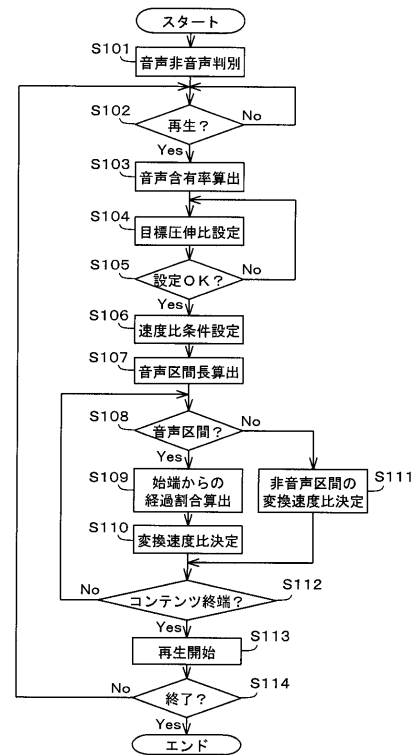 スタート
S101
音声非音声判別
S102
再生？
No
Yes
S103
音声含有率算出
S104
目標圧伸比設定
S105
設定OK？
No
Yes
S106
速度比条件設定
S107
音声区間長算出
S108
音声区間？
No
Yes
S109
始端からの
経過割合算出
S111
非音声区間の
変換速度比決定
S110
変換速度比決定
S112
コンテンツ終端？
No
Yes
S113
再生開始
S114
終了？
No
Yes
エンド